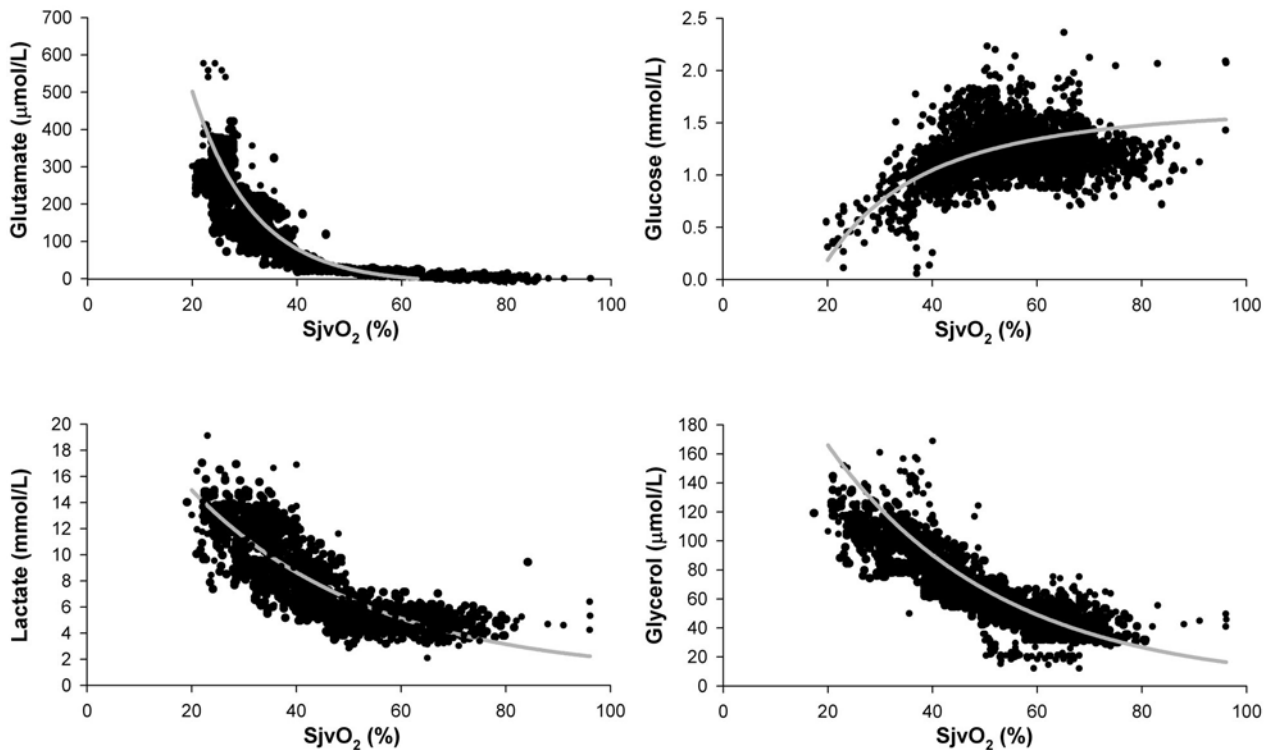 Glutamate (µmol/L)
700
600
500
400
300
200
100
0
0 20 40 60 80 100
SjvO2 (%)
Glucose (mmol/L)
2.5
2.0
1.5
1.0
0.5
0.0
0 20 40 60 80 100
SjvO2 (%)
Lactate (mmol/L)
20
18
16
14
12
10
8
6
4
2
0
0 20 40 60 80 100
SjvO2 (%)
Glycerol (µmol/L)
180
160
140
120
100
80
60
40
20
0
0 20 40 60 80 100
SjvO2 (%)